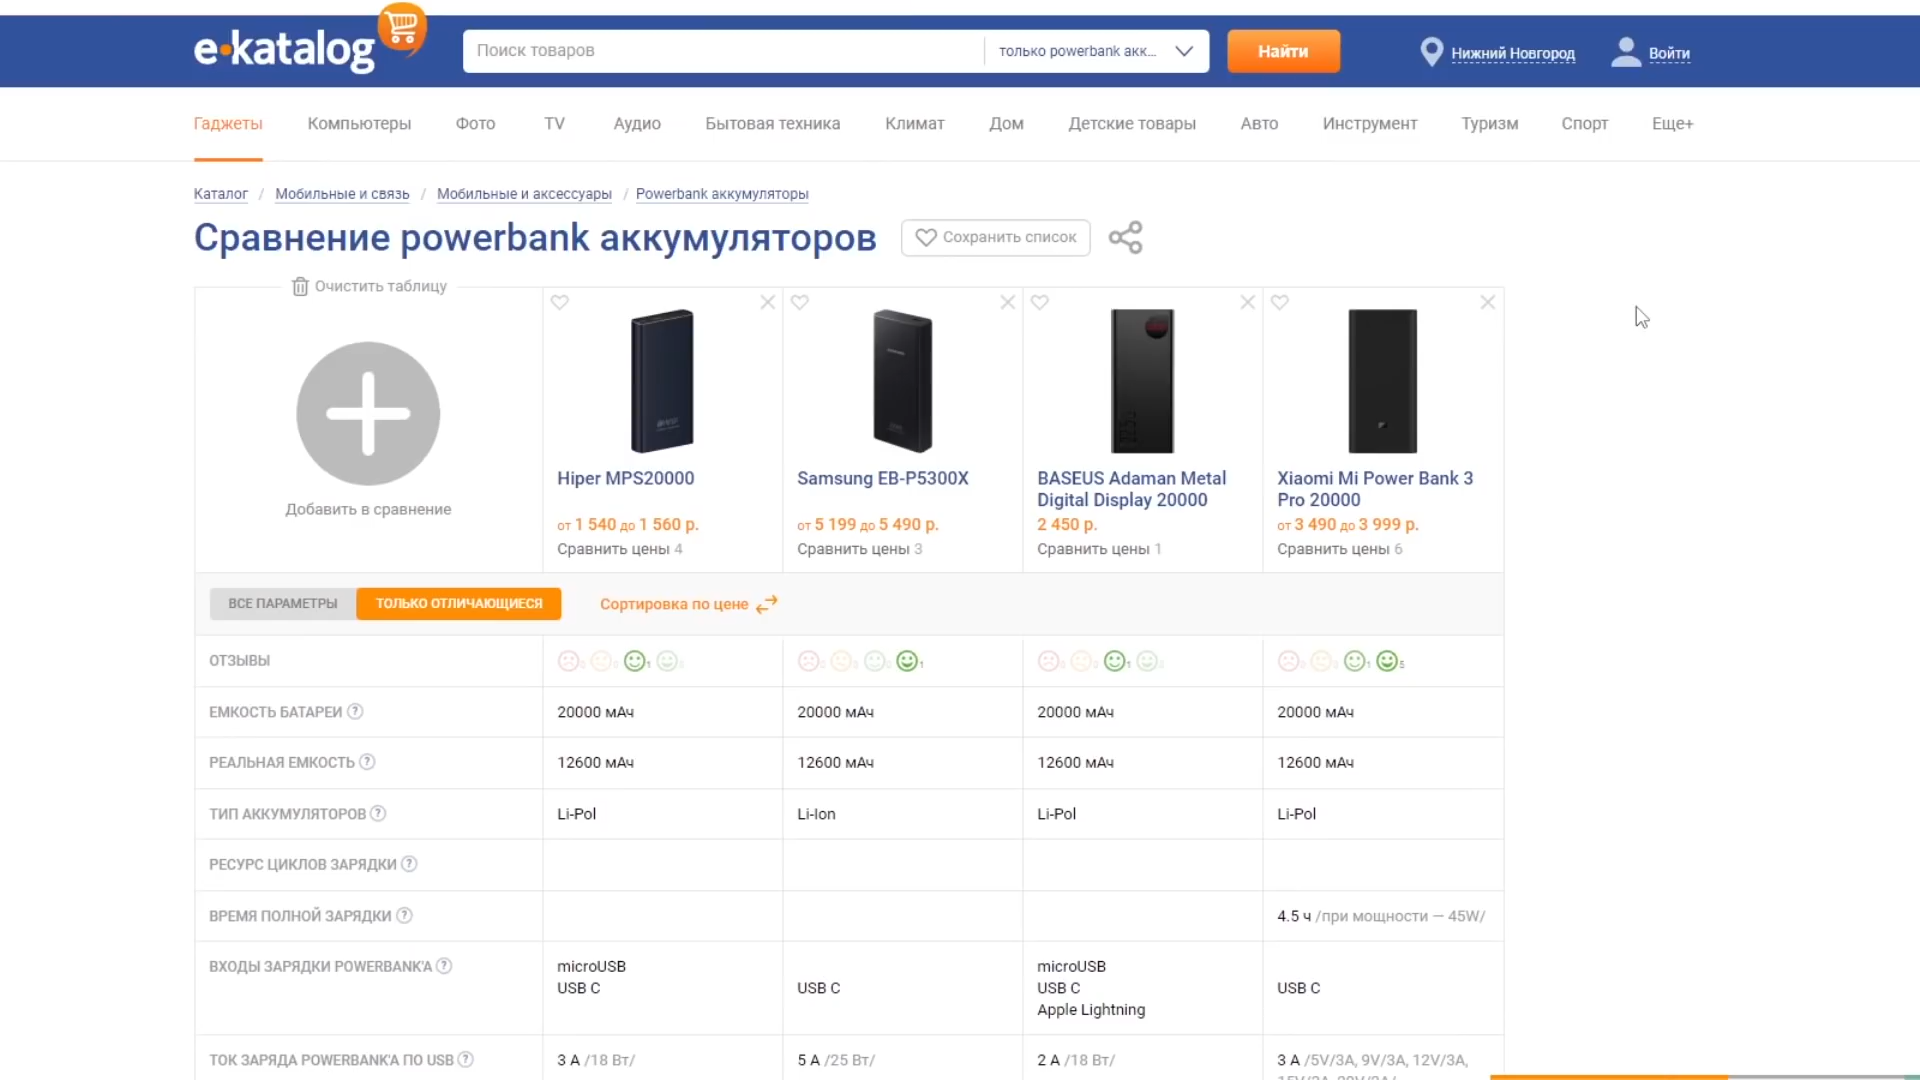 e·katalog
Поиск товаров
только powerbank акк...
Найти
Нижний Новгород
Войти
Гаджеты Компьютеры Фото TV Аудио Бытовая техника Климат Дом Детские товары Авто Инструмент Туризм Спорт Еще+
Каталог / Мобильные и связь / Мобильные и аксессуары / Powerbank аккумуляторы
Сравнение powerbank аккумуляторов
Сохранить список
Очистить таблицу
Добавить в сравнение
Hiper MPS20000
от 1 540 до 1 560 р.
Сравнить цены 4
Samsung EB-P5300X
от 5 199 до 5 490 р.
Сравнить цены 3
BASEUS Adaman Metal
Digital Display 20000
2 450 р.
Сравнить цены 1
Xiaomi Mi Power Bank 3
Pro 20000
от 3 490 до 3 999 р.
Сравнить цены 6
ВСЕ ПАРАМЕТРЫ ТОЛЬКО ОТЛИЧАЮЩИЕСЯ Сортировка по цене
ОТЗЫВЫ 1 1 1 1 5
ЕМКОСТЬ БАТАРЕИ ? 20000 мАч 20000 мАч 20000 мАч 20000 мАч
РЕАЛЬНАЯ ЕМКОСТЬ ? 12600 мАч 12600 мАч 12600 мАч 12600 мАч
ТИП АККУМУЛЯТОРОВ ? Li-Pol Li-Ion Li-Pol Li-Pol
РЕСУРС ЦИКЛОВ ЗАРЯДКИ ?
ВРЕМЯ ПОЛНОЙ ЗАРЯДКИ ? 4.5 ч /при мощности — 45W/
ВХОДЫ ЗАРЯДКИ POWERBANK'А ?
microUSB
USB C
USB C
microUSB
USB C
Apple Lightning
USB C
ТОК ЗАРЯДА POWERBANK'А ПО USB ? 3 А /18 Вт/ 5 А /25 Вт/ 2 А /18 Вт/ 3 А /5V/3A, 9V/3A, 12V/3A,